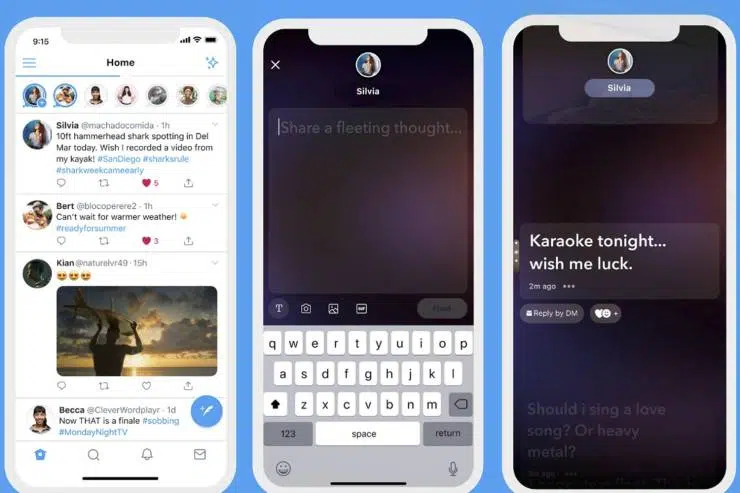 9:15
Home
Silvia @machadocomida · 1h
10ft hammerhead shark spotting in Del
Mar today. Wish I recorded a video from
my kayak! #SanDiego #sharksrule
#sharkweekcameearly
5
Bert @blocoperere2 · 1h
Can't wait for warmer weather! ☀️
#readyforsummer
3
Kian @naturelvr49 · 15h
😍😍😍
Becca @CleverWordplayr · 1d
Now THAT is a finale #sobbing
#MondayNightTV
Silvia
Share a fleeting thought...
T
GIF
q w e r t y u i o p
a s d f g h j k l
z x c v b n m
123 space return
Silvia
Karaoke tonight...
wish me luck.
2m ago •••
Reply by DM
+
Should i sing a love
song? Or heavy
metal?
ago •••